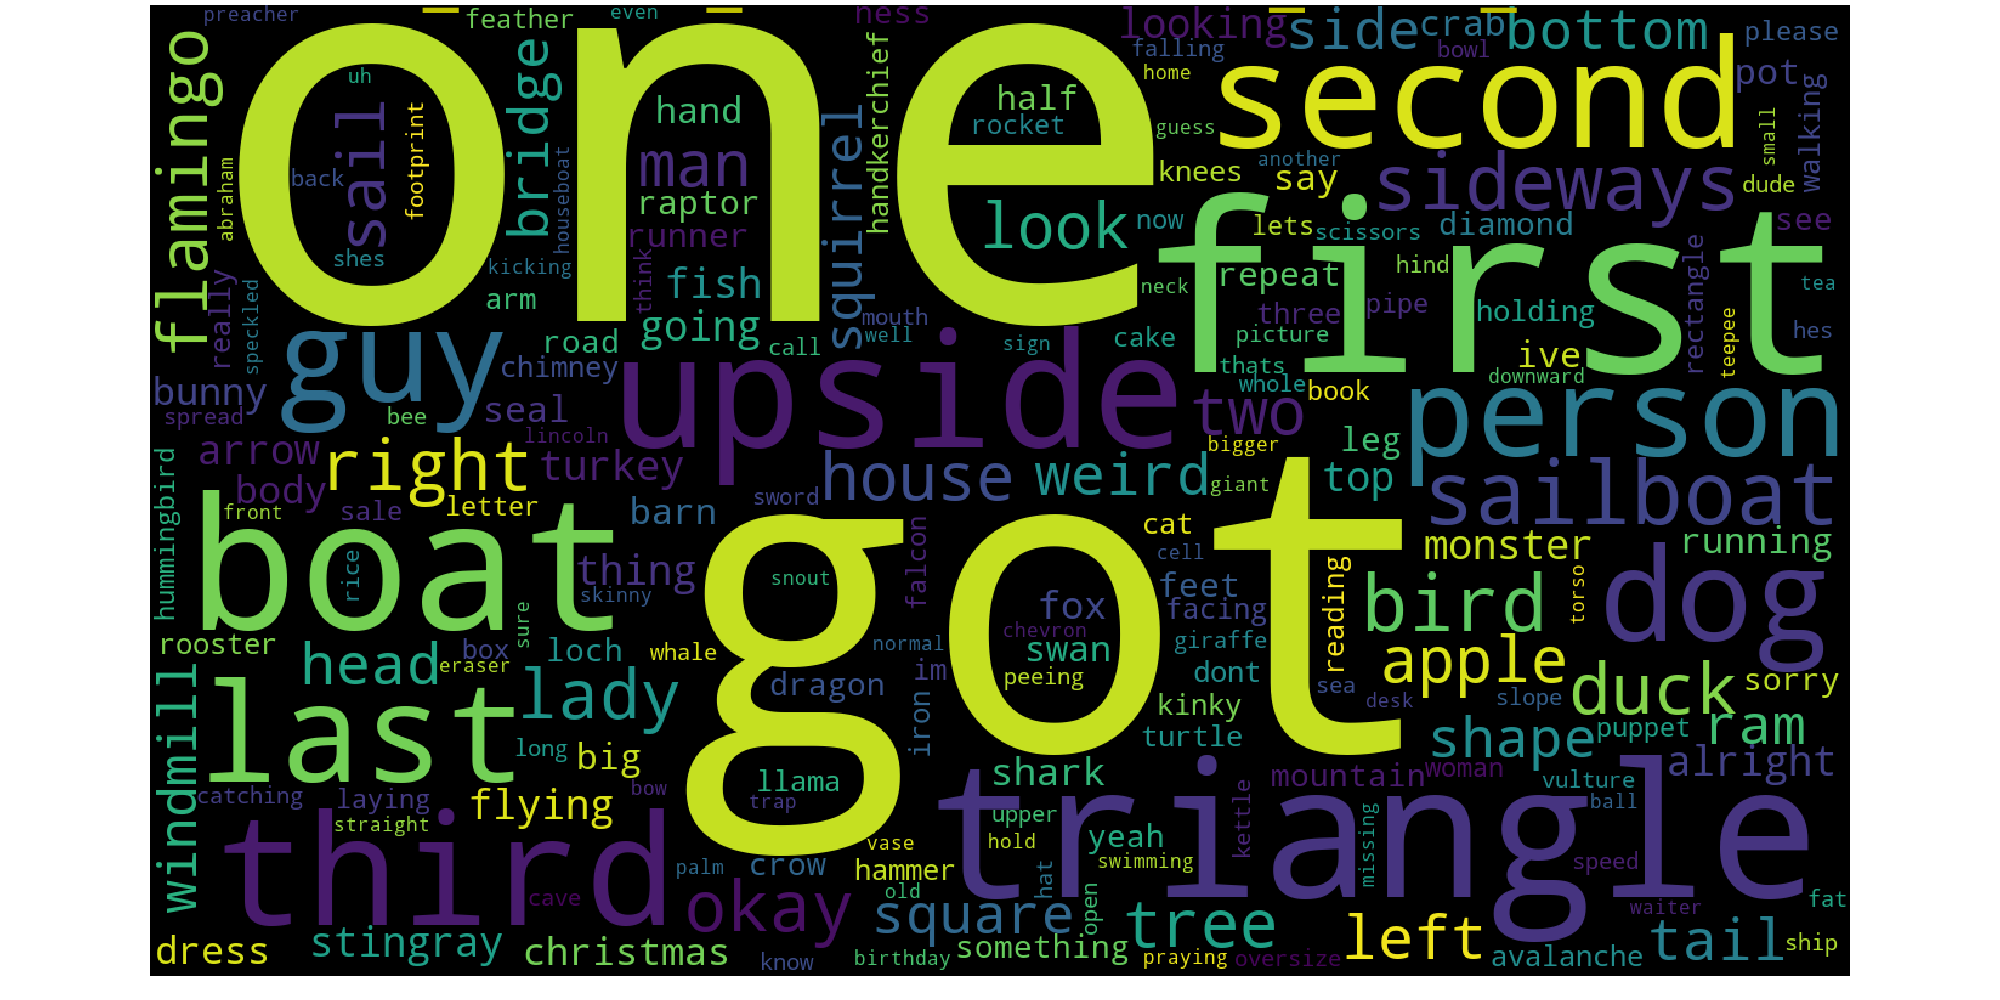 preacher
feather
even
ness
looking
side
crab
bottom
please
one
flamingo
bridge
handkerchief
falling
bowl
second
pot
home
uh
sail
footprint
hand
squirrel
half
rocket
guess
small
walking
back
abraham
houseboat
man
raptor
runner
knees
another
say
sideways
dude
look
now
lets
scissors
diamond
see
first
shes
kicking
think
fish
neck
repeat
hind
rectangle
tea
really
speckled
arm
going
mouth
well
three
pipe
holding
teepee
hes
guy
road
call
sign
cake
picture
ive
chimney
upside
thats
downward
bunny
seal
whole
book
two
person
spread
bee
arrow
right
lincoln
turkey
bigger
leg
body
letter
house
weird
giant
top
sailboat
hummingbird
front
sale
barn
sword
falcon
cat
monster
running
boat
rice
thing
snout
got
cell
feet
reading
bird
torso
dog
skinny
sure
fox
facing
rooster
box
loch
whale
normal
chevron
swan
giraffe
head
eraser
peeing
dont
apple
windmill
lady
dragon
im
sea
desk
slope
duck
sorry
last
iron
kinky
puppet
ram
long
big
turtle
shape
alright
llama
shark
mountain
woman
vulture
catching
laying
flying
bow
trap
ball
straight
third
upper
hold
yeah
kettle
triangle
vase
crow
hammer
swimming
missing
speed
palm
cave
okay
old
hat
open
square
tree
left
waiter
fat
dress
stingray
christmas
know
birthday
something
praying
oversize
avalanche
tail
ship